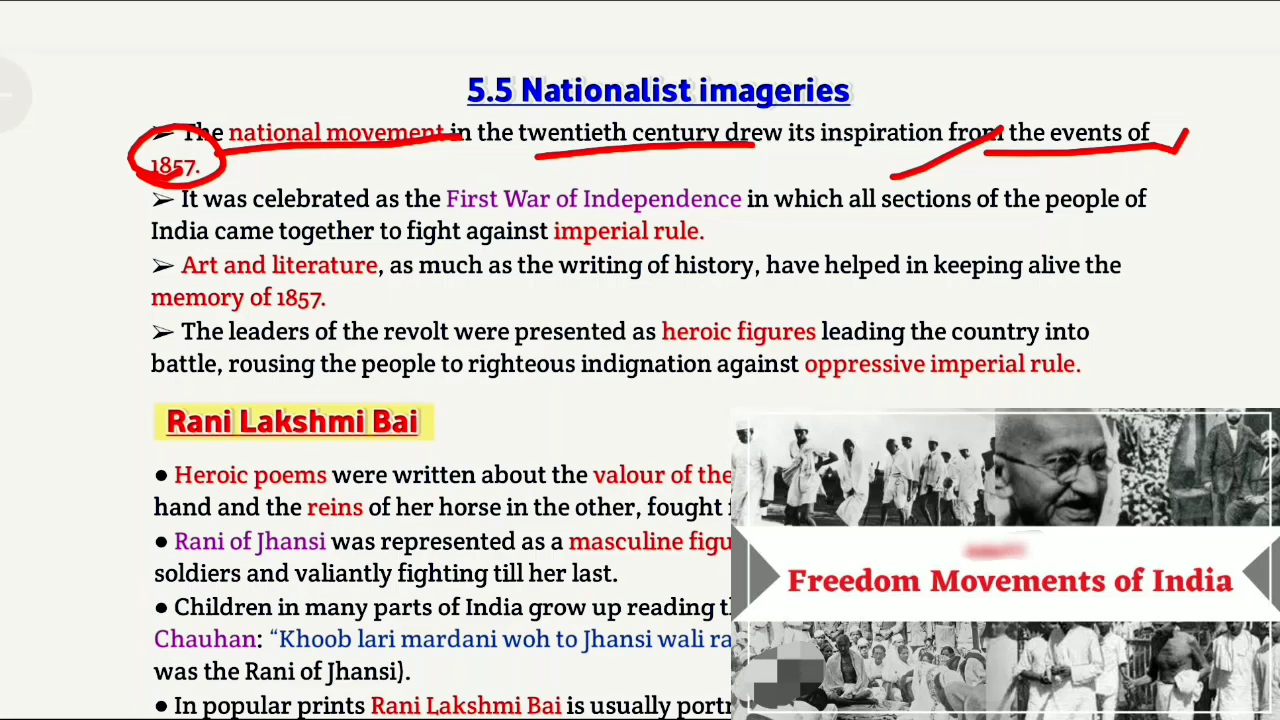 5.5 Nationalist imageries
➢ The national movement in the twentieth century drew its inspiration from the events of
1857.
➢ It was celebrated as the First War of Independence in which all sections of the people of
India came together to fight against imperial rule.
➢ Art and literature, as much as the writing of history, have helped in keeping alive the
memory of 1857.
➢ The leaders of the revolt were presented as heroic figures leading the country into
battle, rousing the people to righteous indignation against oppressive imperial rule.
Rani Lakshmi Bai
● Heroic poems were written about the valour of the
hand and the reins of her horse in the other, fought
● Rani of Jhansi was represented as a masculine
soldiers and valiantly fighting till her last.
● Children in many parts of India grow up reading
Chauhan: “Khoob lari mardani woh to Jhansi wali
was the Rani of Jhansi).
● In popular prints Rani Lakshmi Bai is usually
Freedom Movements of India